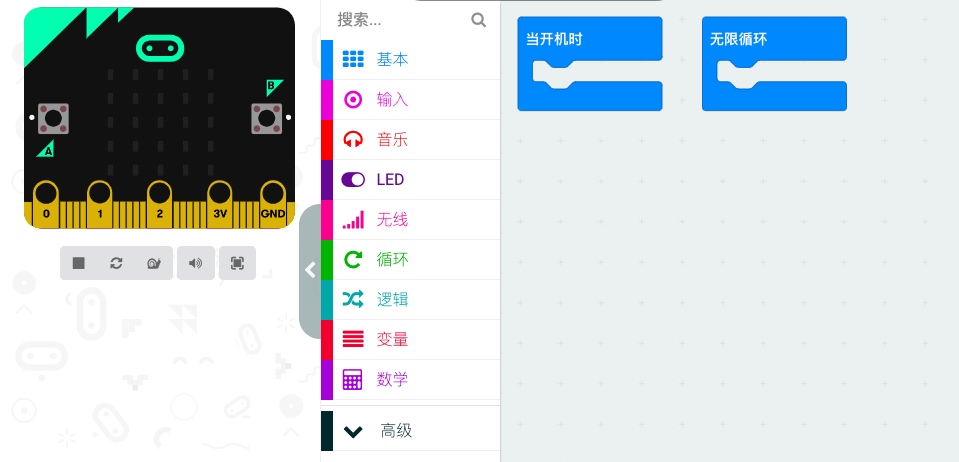 搜索...
当开机时
无限循环
基本
B
输入
A
音乐
LED
0
1
2
3V
GND
无线
循环
逻辑
变量
数学
高级